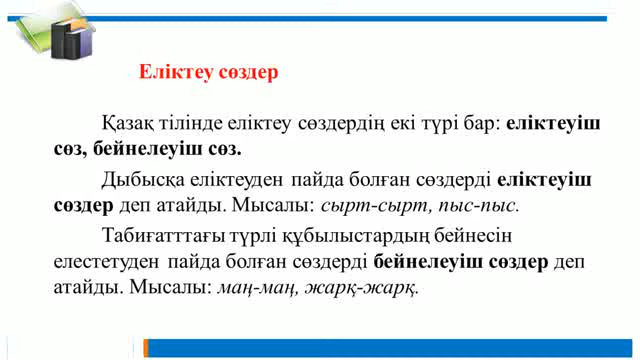 Еліктеу сөздер
Қазақ тілінде еліктеу сөздердің екі түрі бар: еліктеуіш
сөз, бейнелеуіш сөз.
Дыбысқа еліктеуден пайда болған сөздерді еліктеуіш
сөздер деп атайды. Мысалы: сырт-сырт, пыс-пыс.
Табиғатттағы түрлі құбылыстардың бейнесін
елестетуден пайда болған сөздерді бейнелеуіш сөздер деп
атайды. Мысалы: маң-маң, жарқ-жарқ.